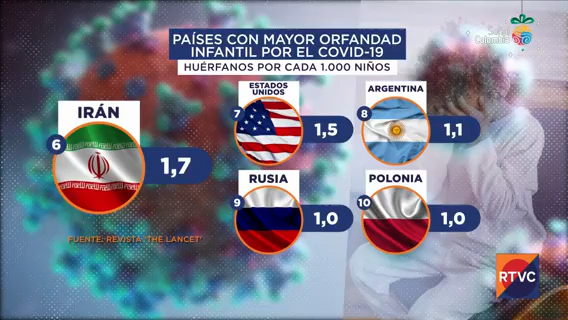 PAÍSES CON MAYOR ORFANDAD
INFANTIL POR EL COVID-19
HUÉRFANOS POR CADA 1.000 NIÑOS
IRÁN
6
1,7
ESTADOS
UNIDOS
7
1,5
ARGENTINA
8
1,1
RUSIA
9
1,0
POLONIA
10
1,0
FUENTE: REVISTA 'THE LANCET'
Señal
Colombia
RTVC